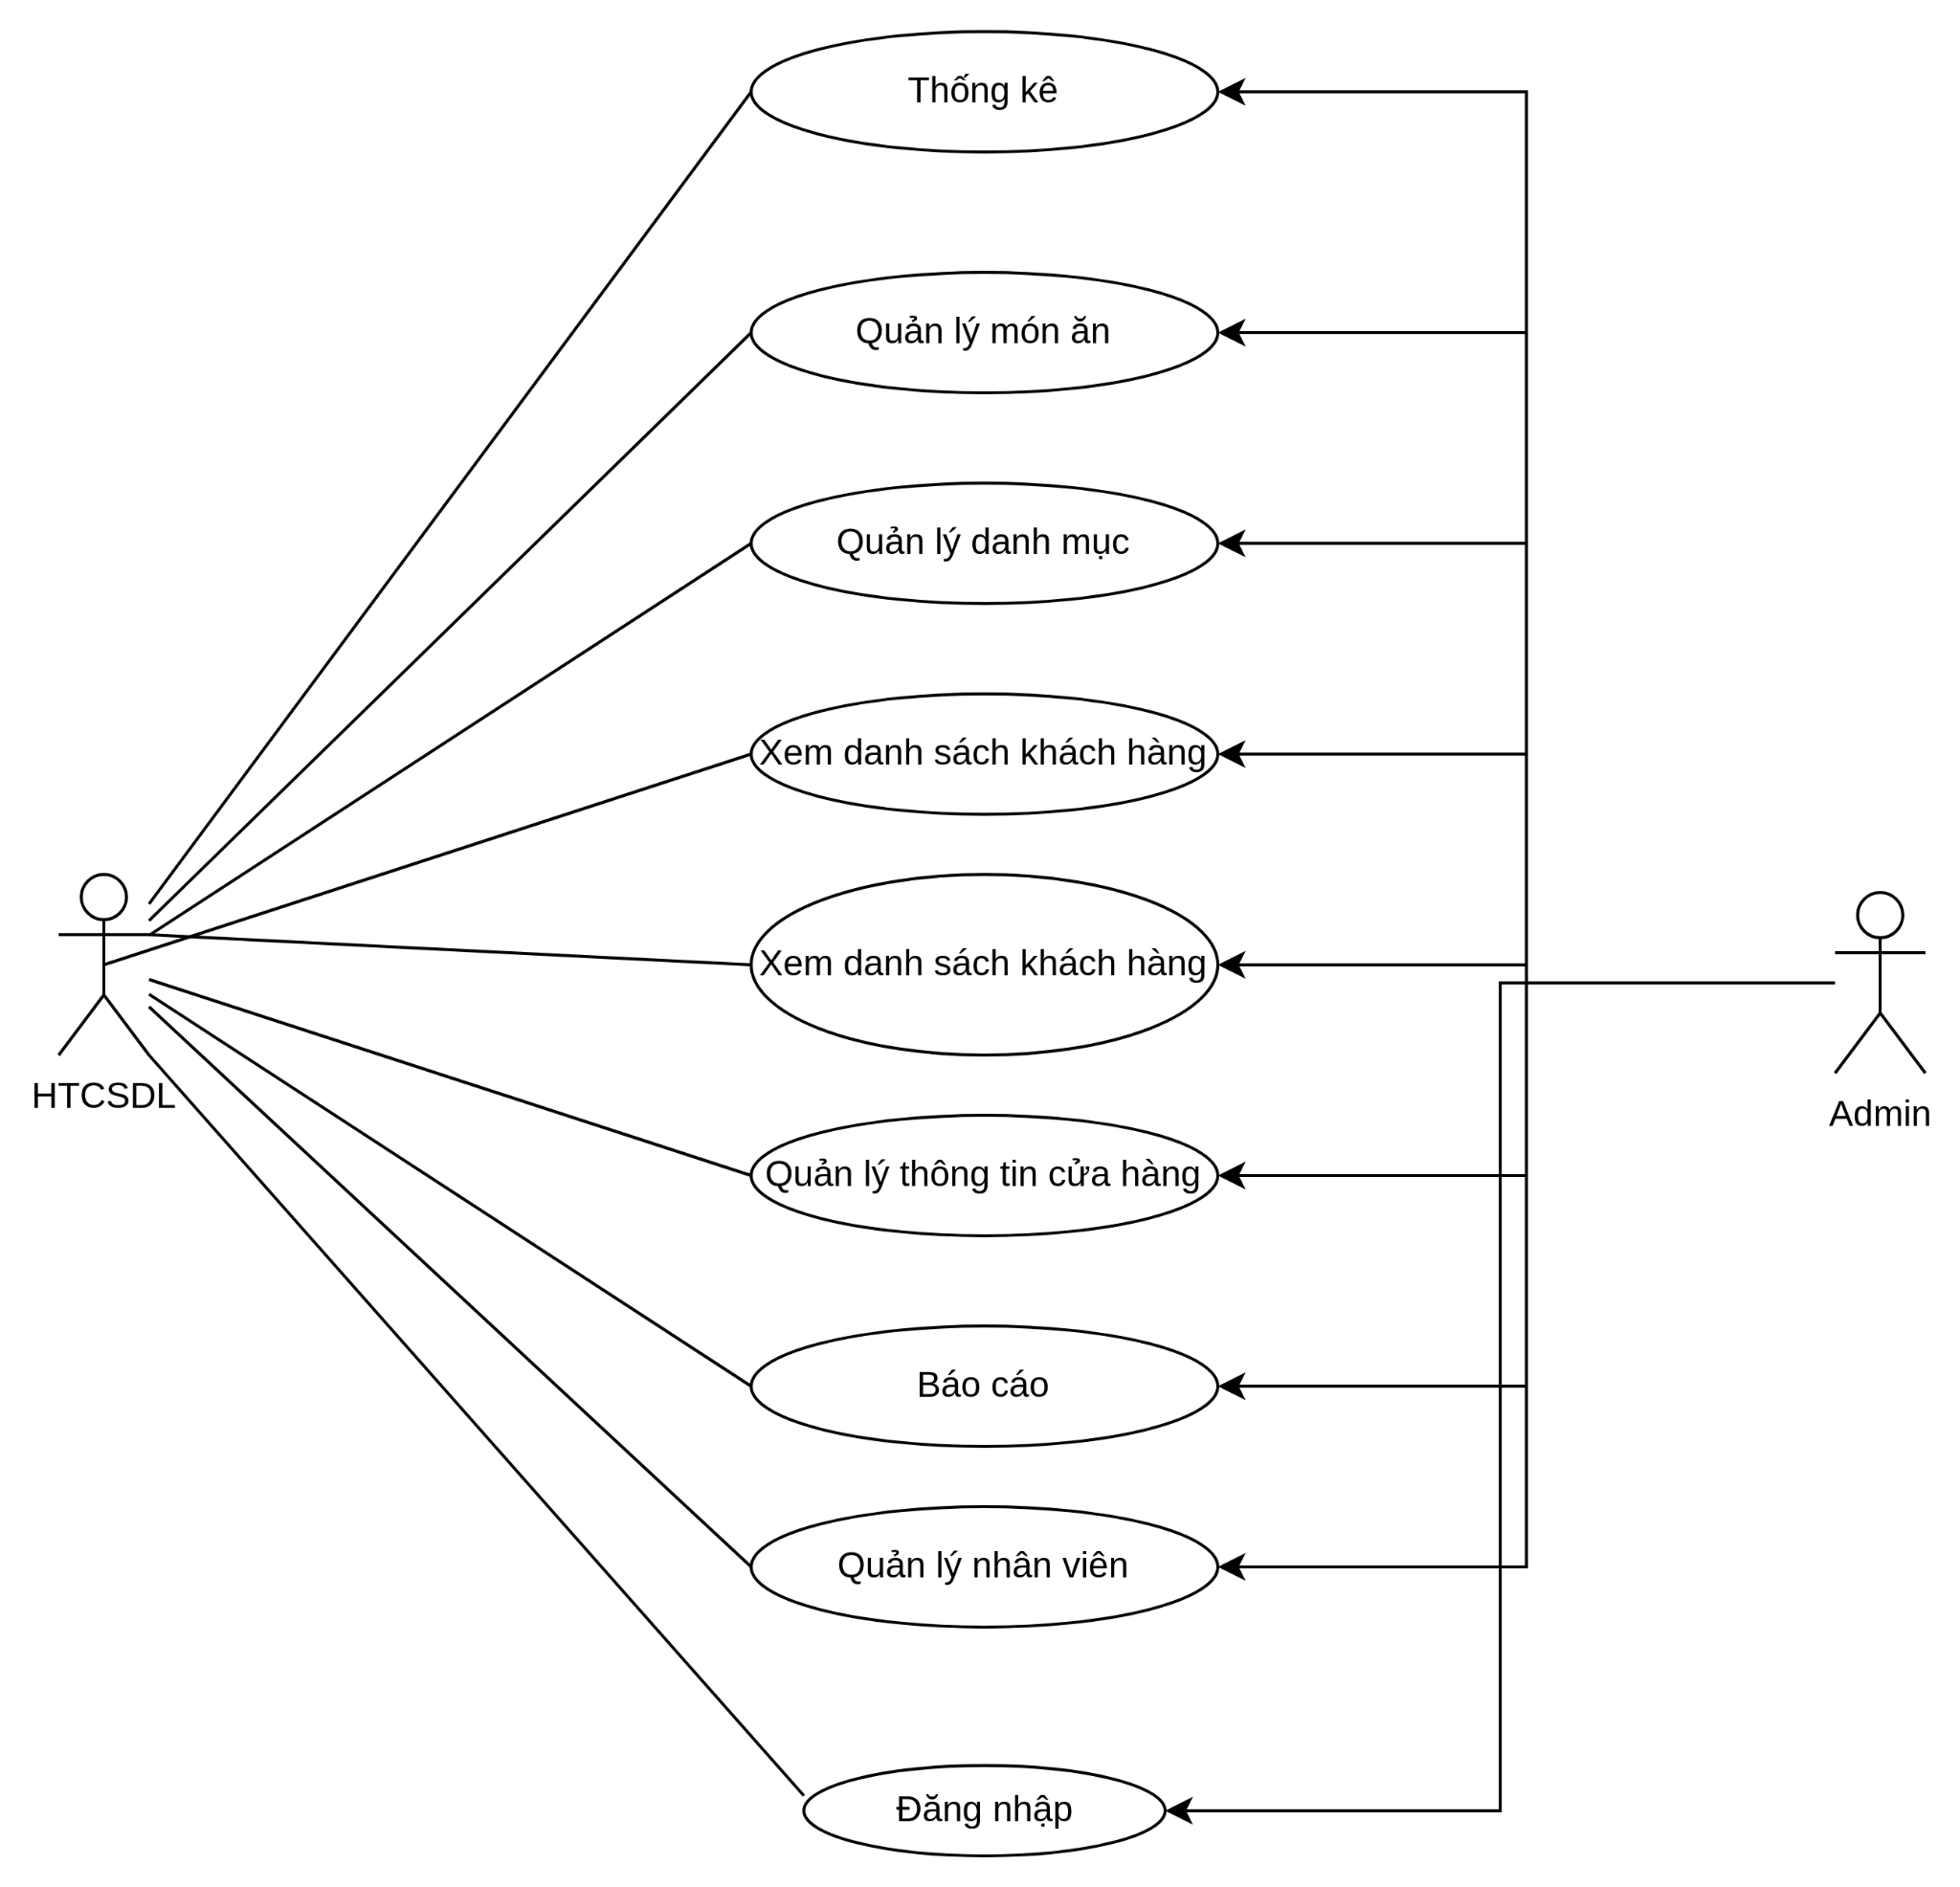 Thống kê
Quản lý món ăn
Quản lý danh mục
Xem danh sách khách hàng
Xem danh sách khách hàng
HTCSDL
Admin
Quản lý thông tin cửa hàng
Báo cáo
Quản lý nhân viên
Đăng nhập